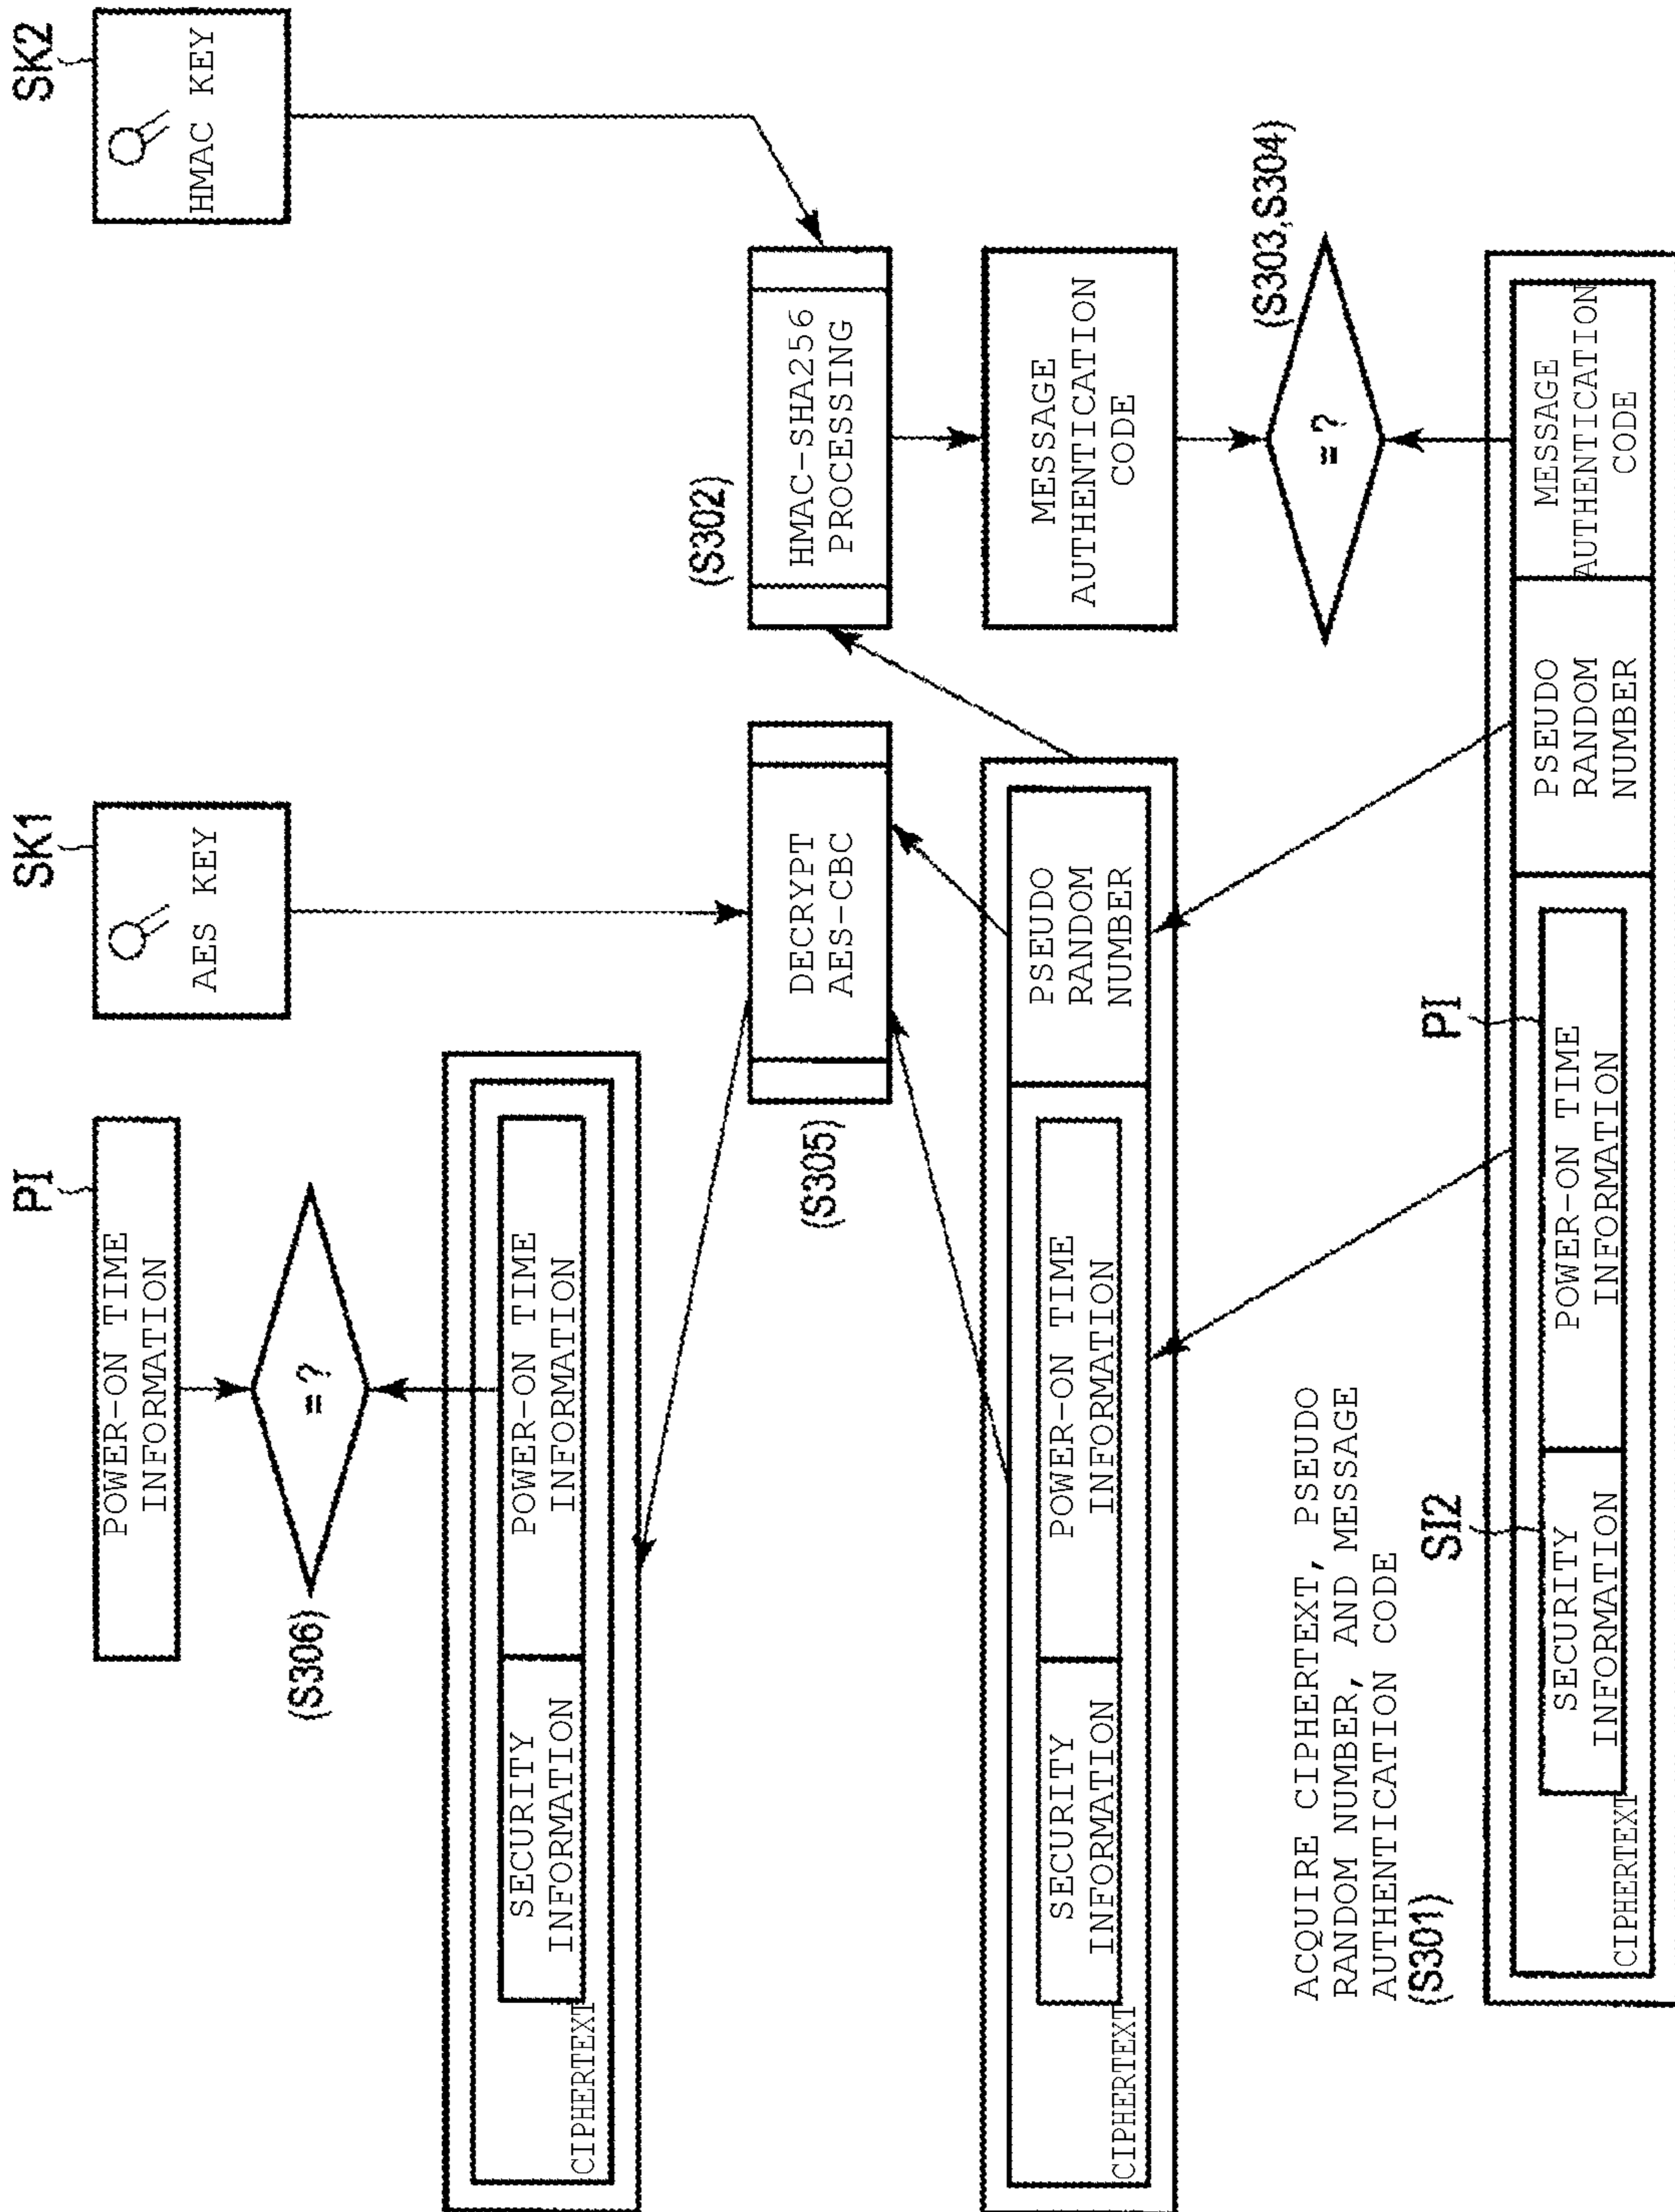 PI
POWER-ON TIME
INFORMATION
SK1
AES KEY
SK2
HMAC KEY
= ?
(S306)
SECURITY
INFORMATION
POWER-ON TIME
INFORMATION
CIPHERTEXT
(S305)
DECRYPT
AES-CBC
(S302)
HMAC-SHA256
PROCESSING
SECURITY
INFORMATION
POWER-ON TIME
INFORMATION
CIPHERTEXT
PSEUDO
RANDOM
NUMBER
MESSAGE
AUTHENTICATION
CODE
(S303,S304)
= ?
ACQUIRE CIPHERTEXT, PSEUDO
RANDOM NUMBER, AND MESSAGE
AUTHENTICATION CODE
(S301)
SI2
PI
SECURITY
INFORMATION
POWER-ON TIME
INFORMATION
CIPHERTEXT
PSEUDO
RANDOM
NUMBER
MESSAGE
AUTHENTICATION
CODE